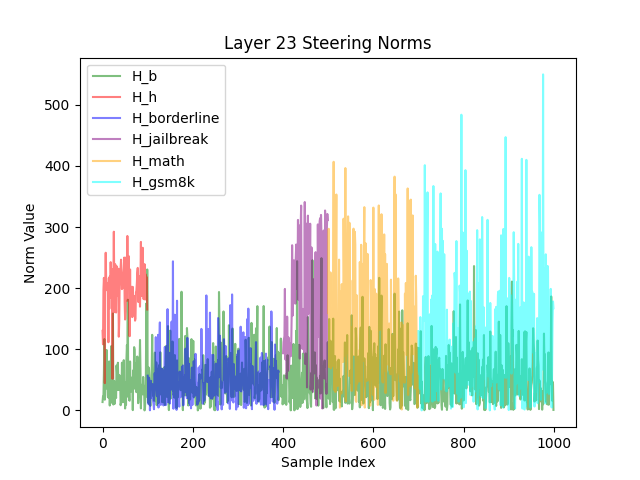 Layer 23 Steering Norms
H_b
H_h
H_borderline
H_jailbreak
H_math
H_gsm8k
Norm Value
500
400
300
200
100
0
0 200 400 600 800 1000
Sample Index